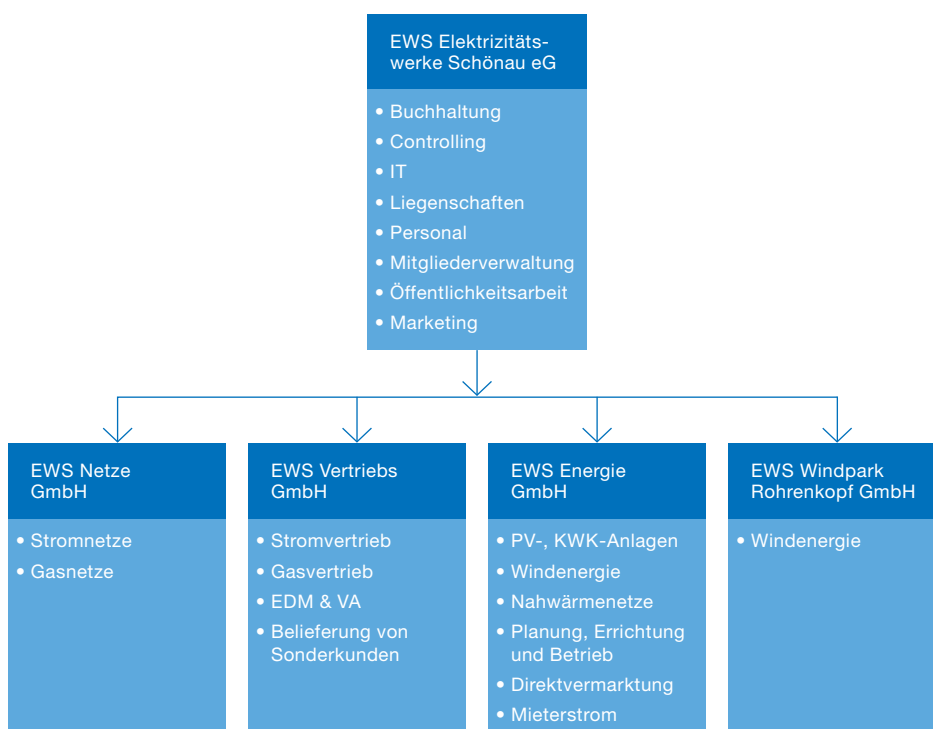 EWS Elektrizitäts-
werke Schönau eG
• Buchhaltung
• Controlling
• IT
• Liegenschaften
• Personal
• Mitgliederverwaltung
• Öffentlichkeitsarbeit
• Marketing
EWS Netze
GmbH
• Stromnetze
• Gasnetze
EWS Vertriebs
GmbH
• Stromvertrieb
• Gasvertrieb
• EDM & VA
• Belieferung von
Sonderkunden
EWS Energie
GmbH
• PV-, KWK-Anlagen
• Windenergie
• Nahwärmenetze
• Planung, Errichtung
und Betrieb
• Direktvermarktung
• Mieterstrom
EWS Windpark
Rohrenkopf GmbH
• Windenergie